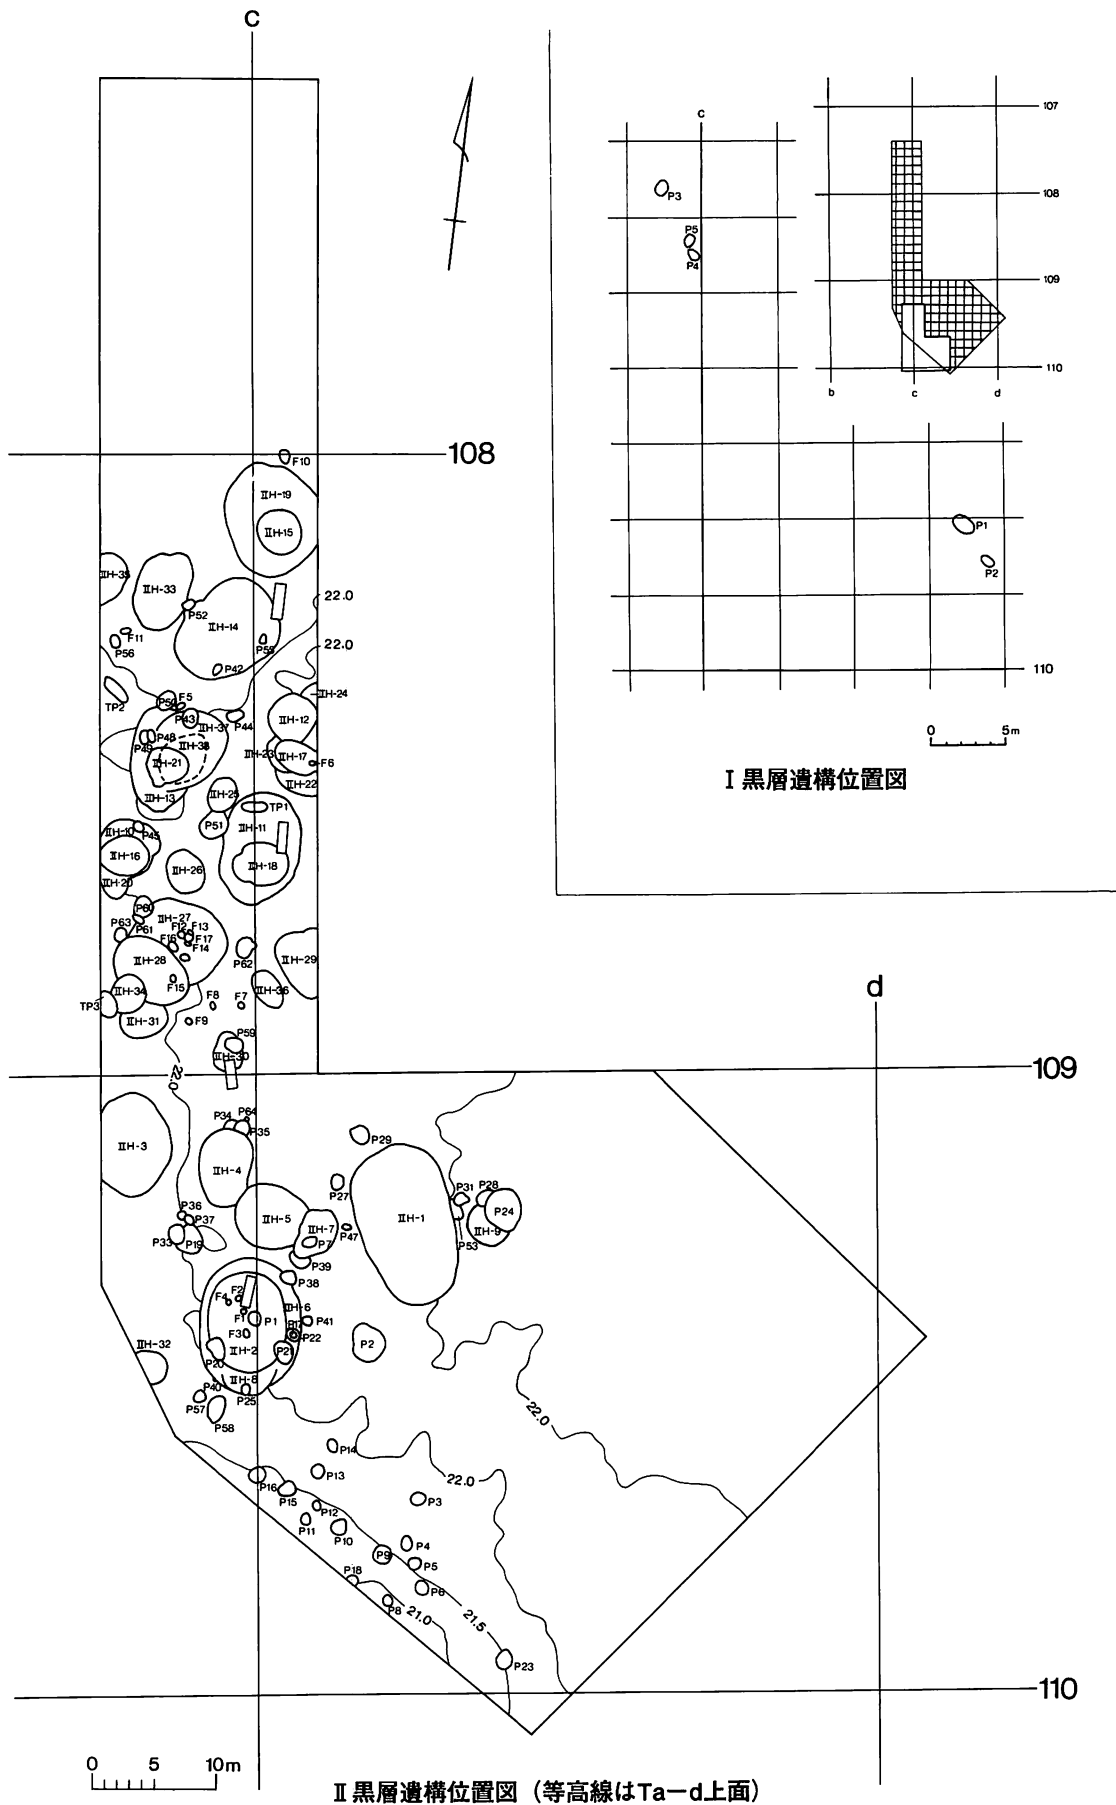 c
108
F10
ⅡH-19
ⅡH-15
ⅡH-35
ⅡH-33
P52
ⅡH-14
22.0
F11
P56
P55
22.0
P42
TP2
ⅡH-24
P50
F5
P43
P44
ⅡH-12
ⅡH-37
P49
P48
ⅡH-38
ⅡH-23
ⅡH-17
F6
ⅡH-21
ⅡH-22
ⅡH-13
ⅡH-25
TP1
P51
ⅡH-11
ⅡH-10
P45
ⅡH-16
ⅡH-18
ⅡH-26
ⅡH-20
P60
ⅡH-27
P63
P61
F12
F13
F16
F17
F14
P62
ⅡH-28
ⅡH-29
F15
ⅡH-34
ⅡH-36
TP3
F8
F7
ⅡH-31
F9
P59
ⅡH-30
22.0
109
d
ⅡH-3
P34
P64
P35
ⅡH-4
P29
P27
P31
P28
P24
ⅡH-1
ⅡH-9
P53
P36
P37
P33
P19
ⅡH-5
ⅡH-7
P7
P47
P39
P38
F4
F2
F1
P1
ⅡH-6
P17
P41
P22
F3
ⅡH-2
P20
P21
P2
ⅡH-32
ⅡH-8
P40
P25
P57
P58
22.0
P14
22.0
P13
P16
P15
P3
P12
P11
P10
P4
P9
P5
P18
P6
P8
21.0
21.5
P23
110
0 5 10m
Ⅱ黒層遺構位置図（等高線はTa—d上面）
c
P3
P5
P4
107
108
109
110
b c d
P1
P2
110
0 5m
Ⅰ黒層遺構位置図